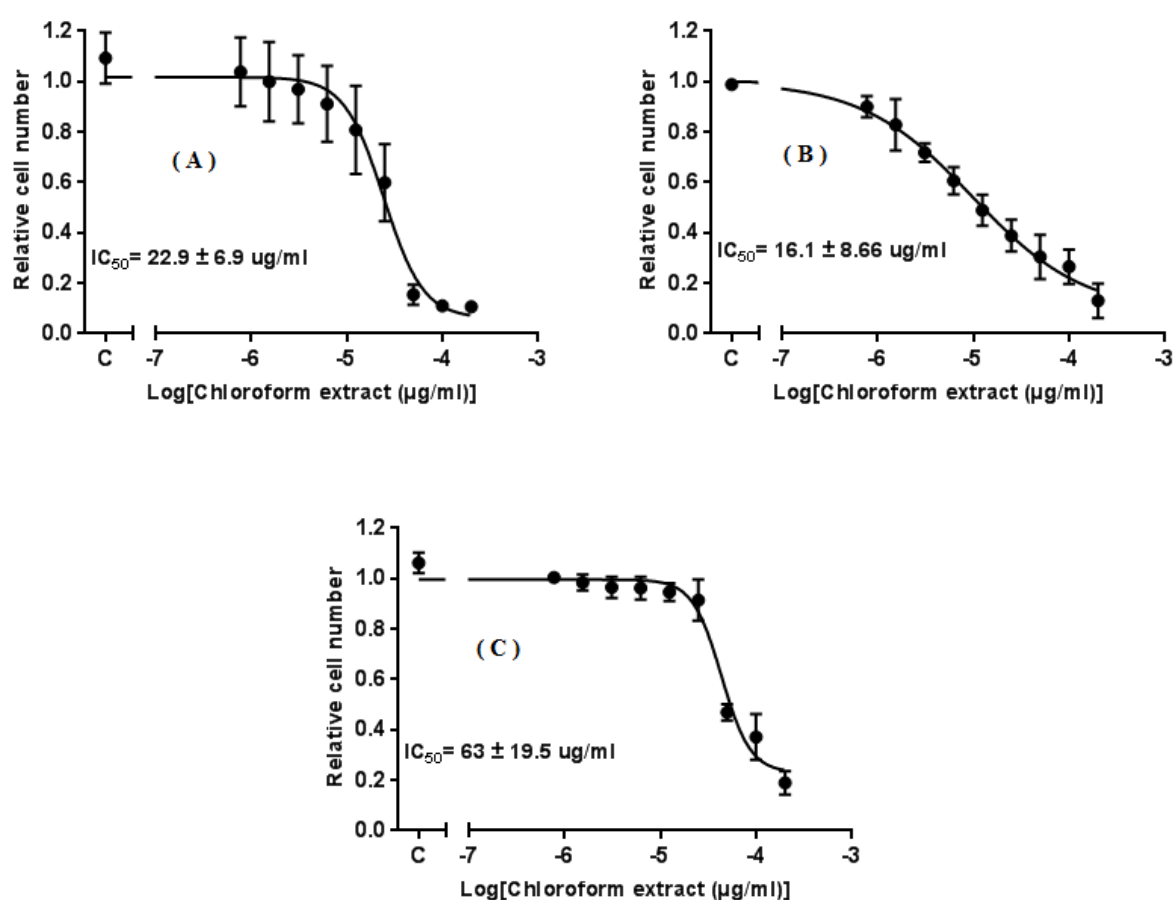 1.2
1.0
0.8
0.6
0.4
0.2
0.0
Relative cell number
( A )
IC50= 22.9 ± 6.9 ug/ml
C
-7
-6
-5
-4
-3
Log[Chloroform extract (µg/ml)]
1.2
1.0
0.8
0.6
0.4
0.2
0.0
Relative cell number
( B )
IC50= 16.1 ± 8.66 ug/ml
C
-7
-6
-5
-4
-3
Log[Chloroform extract (µg/ml)]
1.2
1.0
0.8
0.6
0.4
0.2
0.0
Relative cell number
( C )
IC50= 63 ± 19.5 ug/ml
C
-7
-6
-5
-4
-3
Log[Chloroform extract (µg/ml)]